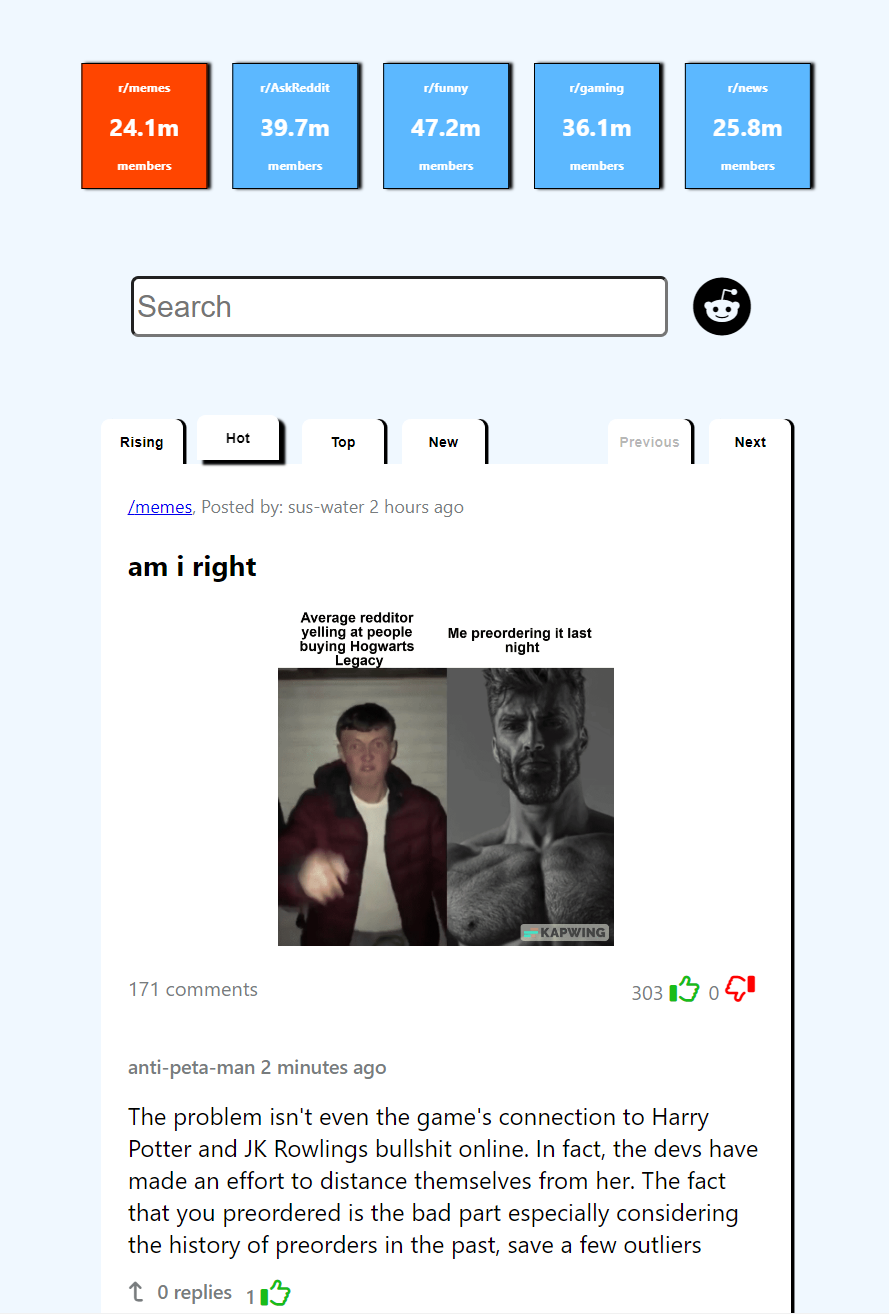 r/memes
24.1m
members
r/AskReddit
39.7m
members
r/funny
47.2m
members
r/gaming
36.1m
members
r/news
25.8m
members
Search
Rising
Hot
Top
New
Previous
Next
/memes, Posted by: sus-water 2 hours ago
am i right
Average redditor
yelling at people
buying Hogwarts
Legacy
Me preordering it last
night
KAPWING
171 comments
303
0
anti-peta-man 2 minutes ago
The problem isn't even the game's connection to Harry
Potter and JK Rowlings bullshit online. In fact, the devs have
made an effort to distance themselves from her. The fact
that you preordered is the bad part especially considering
the history of preorders in the past, save a few outliers
0 replies
1